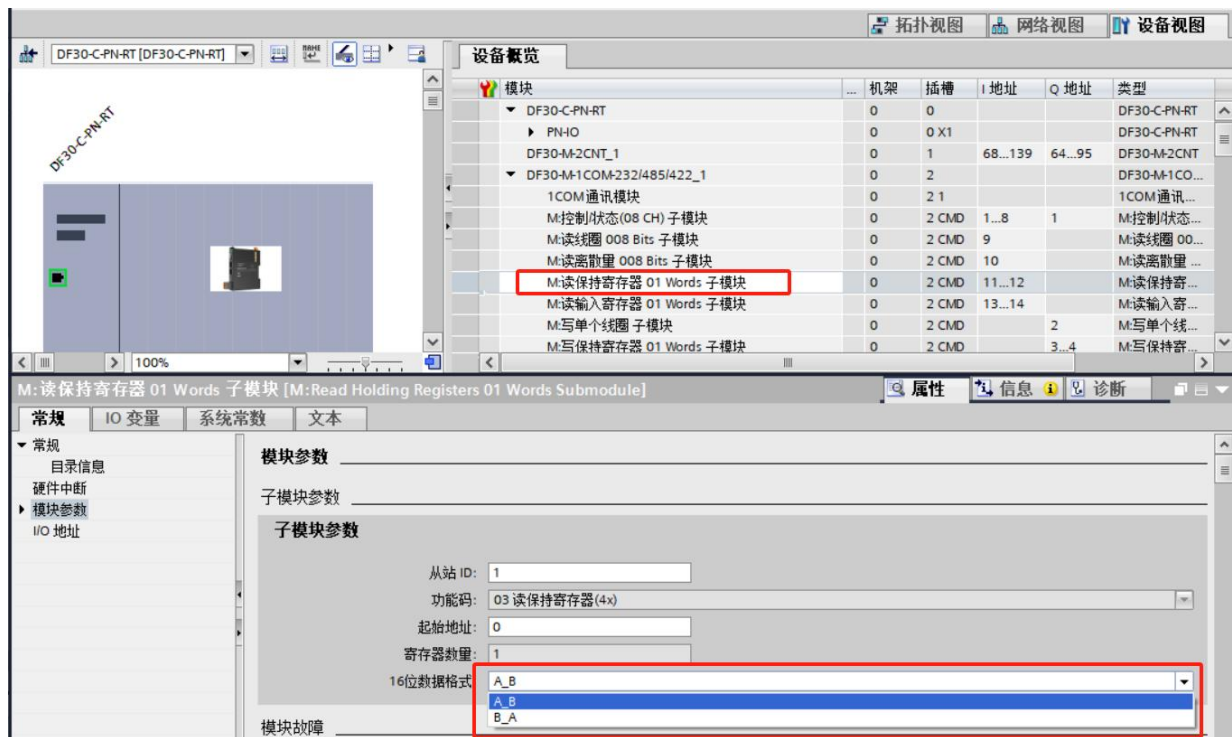 拓扑视图 网络视图 设备视图
DF30-C-PN-RT [DF30-C-PN-RT]
设备概览
模块 ... 机架 插槽 I 地址 Q 地址 类型
DF30-C-PN-RT 0 0 DF30-C-PN-RT
PN-IO 0 0 X1 DF30-C-PN-RT
DF30-M-2CNT_1 0 1 68...139 64...95 DF30-M-2CNT
DF30-M-1COM-232/485/422_1 0 2 DF30-M-1CO...
1COM通讯模块 0 2 1 1COM通讯...
M:控制/状态(08 CH) 子模块 0 2 CMD 1...8 1 M:控制/状态...
M:读线圈 008 Bits 子模块 0 2 CMD 9 M:读线圈 00...
M:读离散量 008 Bits 子模块 0 2 CMD 10 M:读离散量 ...
M:读保持寄存器 01 Words 子模块 0 2 CMD 11...12 M:读保持寄...
M:读输入寄存器 01 Words 子模块 0 2 CMD 13...14 M:读输入寄...
M:写单个线圈 子模块 0 2 CMD 2 M:写单个线...
M:写保持寄存器 01 Words 子模块 0 2 CMD 3...4 M:写保持寄...
DF30-C-PN-RT
100%
M:读保持寄存器 01 Words 子模块 [M:Read Holding Registers 01 Words Submodule]
属性 信息 诊断
常规 IO 变量 系统常数 文本
常规
目录信息
硬件中断
模块参数
I/O 地址
模块参数
子模块参数
子模块参数
从站 ID: 1
功能码: 03 读保持寄存器(4x)
起始地址: 0
寄存器数量: 1
16位数据格式 A_B
A_B
B_A
模块故障